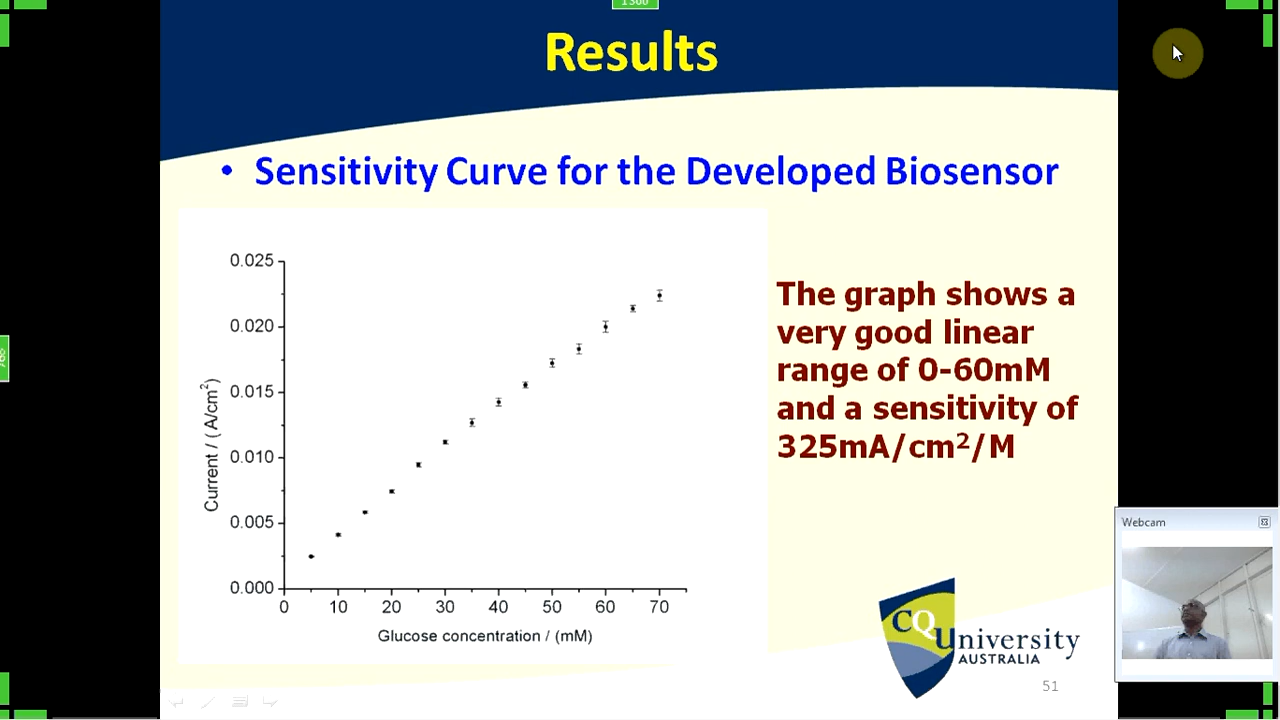 1366
Results
• Sensitivity Curve for the Developed Biosensor
0.025
0.020
0.015
0.010
0.005
0.000
Current / ( A/cm²)
0 10 20 30 40 50 60 70
Glucose concentration / (mM)
The graph shows a
very good linear
range of 0-60mM
and a sensitivity of
325mA/cm²/M
Webcam
CQUniversity
AUSTRALIA
51